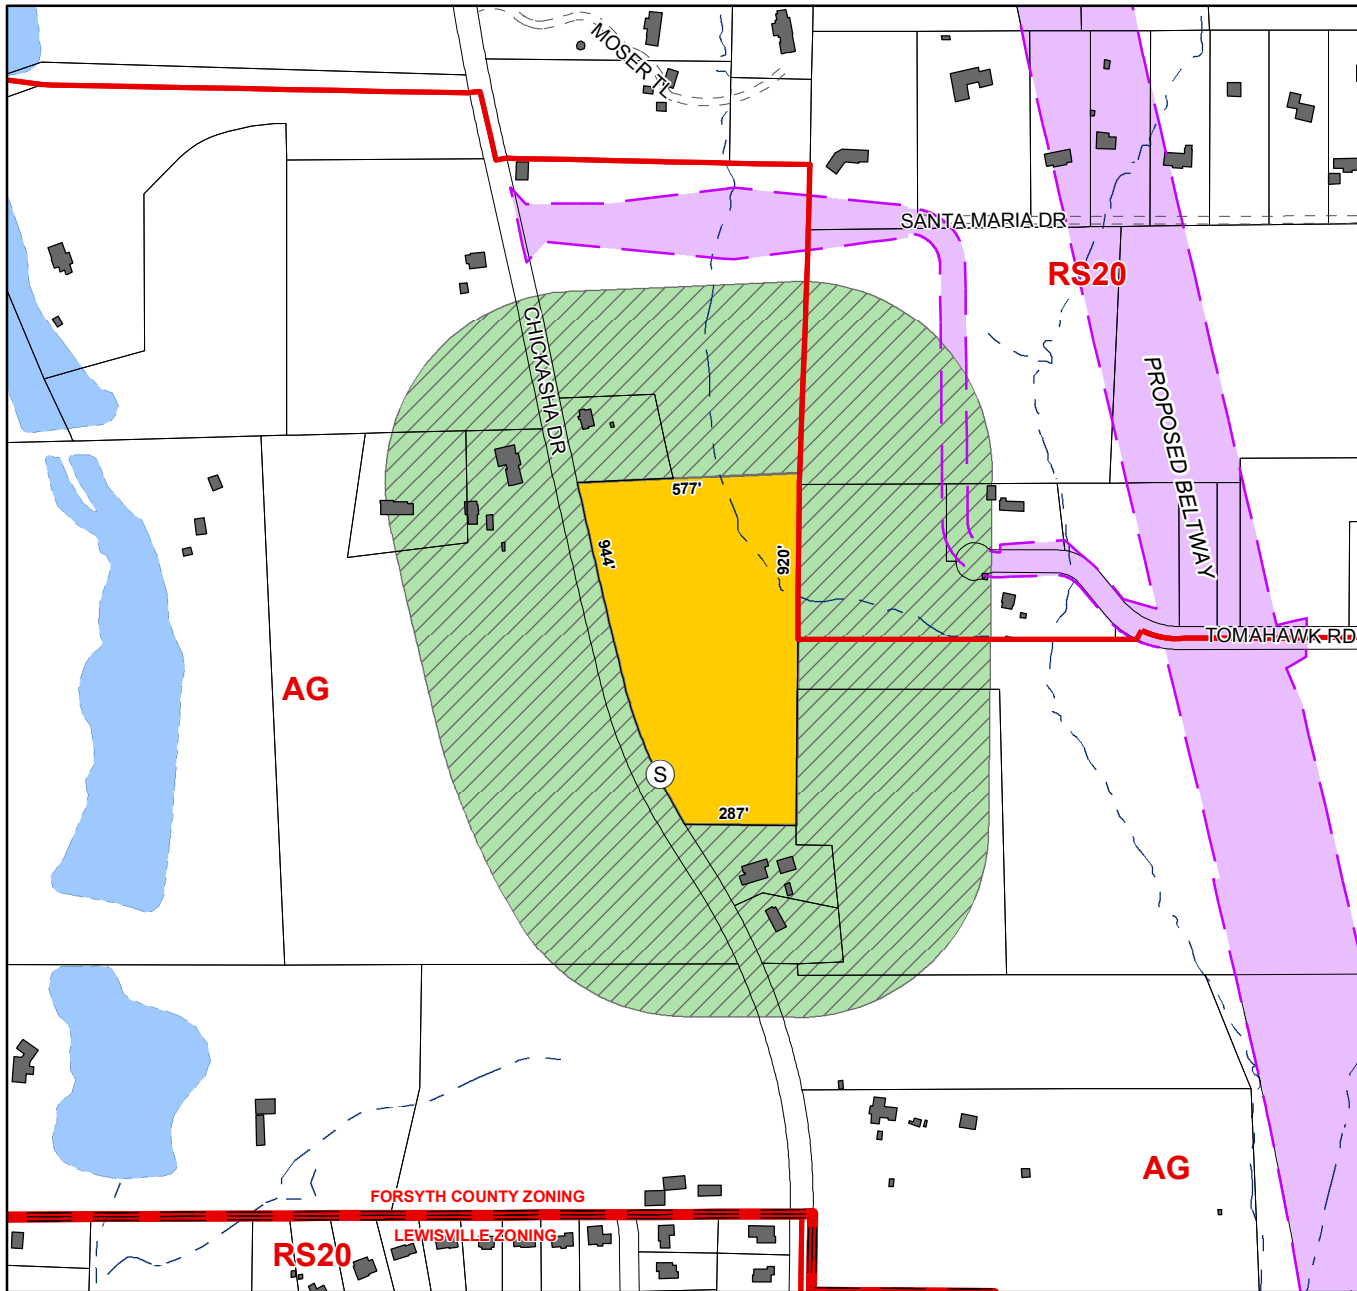 MOSER TL
SANTA MARIA DR
RS20
CHICKASHA DR
PROPOSED BELTWAY
577'
944'
920'
TOMAHAWK RD
AG
S
287'
AG
FORSYTH COUNTY ZONING
LEWISVILLE ZONING
RS20